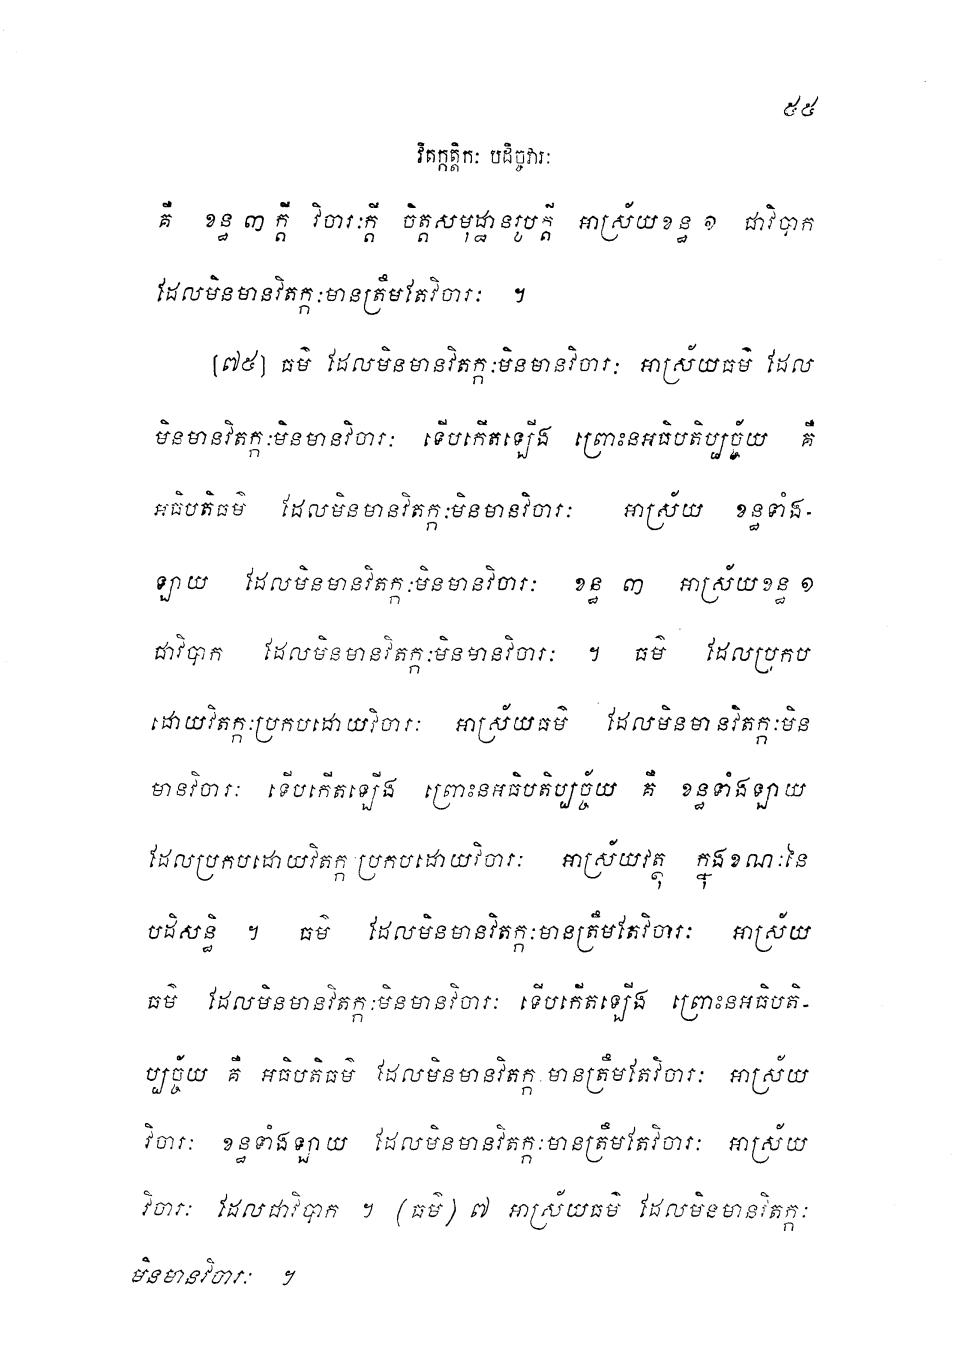 ៥៥
វិតក្កត្តិកៈ បដិច្ចវារៈ
គឺ ខន្ធ ៣ ក្តី វិចារៈក្តី ចិត្តសមុដ្ឋានរូបក្តី អាស្រ័យខន្ធ ១ ជាវិបាក
ដែលមិនមានវិតក្កៈមានត្រឹមតែវិចារៈ ។
[៧៥] ធម៌ ដែលមិនមានវិតក្កៈមិនមានវិចារៈ អាស្រ័យធម៌ ដែល
មិនមានវិតក្កៈមិនមានវិចារៈ ទើបកើតឡើង ព្រោះនអធិបតិប្បច្ច័យ គឺ
អធិបតិធម៌ ដែលមិនមានវិតក្កៈមិនមានវិចារៈ អាស្រ័យ ខន្ធទាំង-
ឡាយ ដែលមិនមានវិតក្កៈមិនមានវិចារៈ ខន្ធ ៣ អាស្រ័យខន្ធ ១
ជាវិបាក ដែលមិនមានវិតក្កៈមិនមានវិចារៈ ។ ធម៌ ដែលប្រកប
ដោយវិតក្កៈប្រកបដោយវិចារៈ អាស្រ័យធម៌ ដែលមិនមានវិតក្កៈមិន
មានវិចារៈ ទើបកើតឡើង ព្រោះនអធិបតិប្បច្ច័យ គឺ ខន្ធទាំងឡាយ
ដែលប្រកបដោយវិតក្កៈប្រកបដោយវិចារៈ អាស្រ័យវត្ថុ ក្នុងខណៈនៃ
បដិសន្ធិ ។ ធម៌ ដែលមិនមានវិតក្កៈមានត្រឹមតែវិចារៈ អាស្រ័យ
ធម៌ ដែលមិនមានវិតក្កៈមិនមានវិចារៈ ទើបកើតឡើង ព្រោះនអធិបតិ-
ប្បច្ច័យ គឺ អធិបតិធម៌ ដែលមិនមានវិតក្កៈមានត្រឹមតែវិចារៈ អាស្រ័យ
វិចារៈ ខន្ធទាំងឡាយ ដែលមិនមានវិតក្កៈមានត្រឹមតែវិចារៈ អាស្រ័យ
វិចារៈ ដែលជាវិបាក ។ (ធម៌) ៧ អាស្រ័យធម៌ ដែលមិនមានវិតក្កៈ
មិនមានវិចារៈ ។